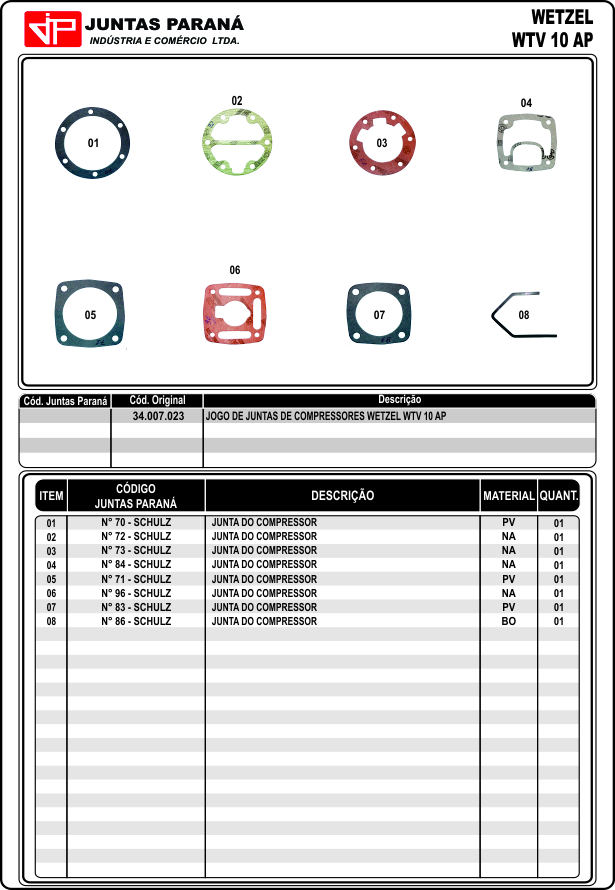 JP JUNTAS PARANÁ
INDÚSTRIA E COMÉRCIO LTDA.
WETZEL
WTV 10 AP
01
02
03
04
05
06
07
08
Cód. Juntas Paraná Cód. Original Descrição
34.007.023 JOGO DE JUNTAS DE COMPRESSORES WETZEL WTV 10 AP
ITEM CÓDIGO JUNTAS PARANÁ DESCRIÇÃO MATERIAL QUANT.
01 N° 70 - SCHULZ JUNTA DO COMPRESSOR PV 01
02 N° 72 - SCHULZ JUNTA DO COMPRESSOR NA 01
03 N° 73 - SCHULZ JUNTA DO COMPRESSOR NA 01
04 N° 84 - SCHULZ JUNTA DO COMPRESSOR NA 01
05 N° 71 - SCHULZ JUNTA DO COMPRESSOR PV 01
06 N° 96 - SCHULZ JUNTA DO COMPRESSOR NA 01
07 N° 83 - SCHULZ JUNTA DO COMPRESSOR PV 01
08 N° 86 - SCHULZ JUNTA DO COMPRESSOR BO 01